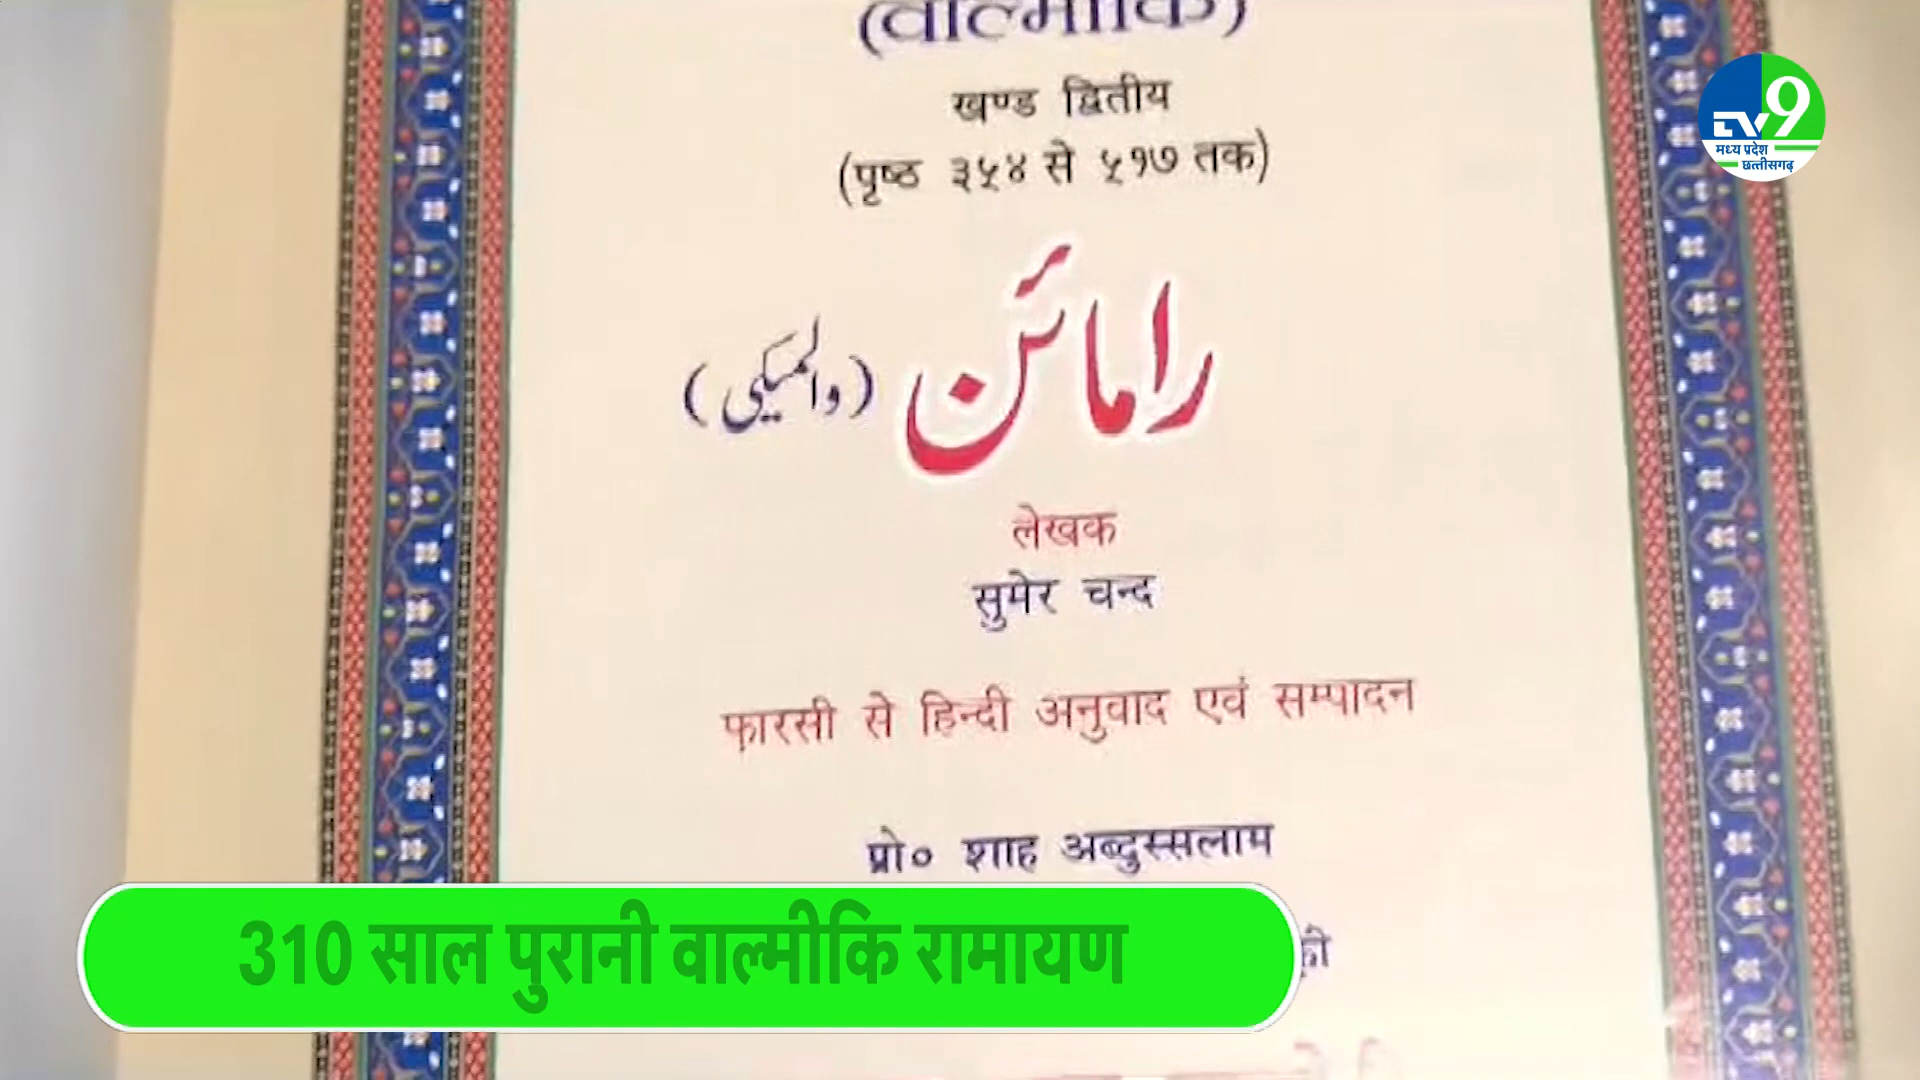 (वाल्मीकि)
खण्ड द्वितीय
(पृष्ठ ३५४ से ५१७ तक)
رامائن (والمیکی)
लेखक
सुमेर चन्द
फारसी से हिन्दी अनुवाद एवं सम्पादन
प्रो० शाह अब्दुस्सलाम
310 साल पुरानी वाल्मीकि रामायण
TV9
मध्य प्रदेश
छत्तीसगढ़